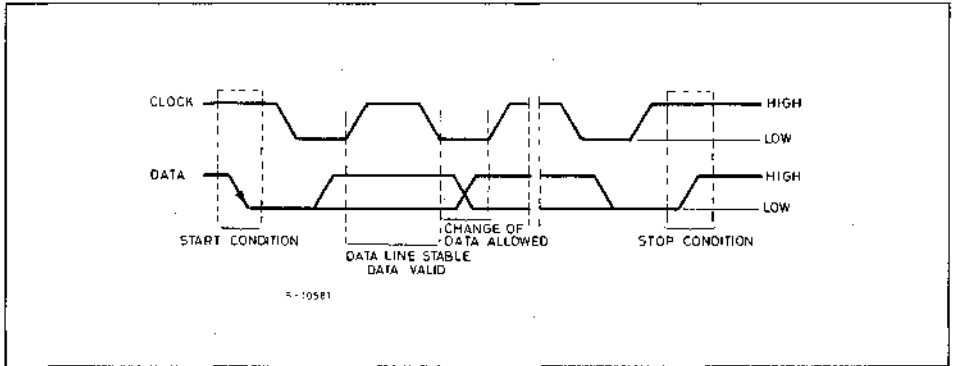 CLOCK
HIGH
LOW
DATA
HIGH
LOW
START CONDITION
CHANGE OF
DATA ALLOWED
STOP CONDITION
DATA LINE STABLE
DATA VALID